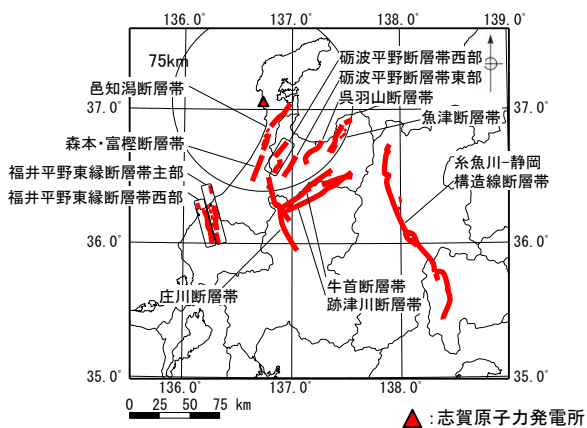 136.0° 137.0° 138.0° 139.0°
75km
砺波平野断層帯西部
砺波平野断層帯東部
呉羽山断層帯
邑知潟断層帯
37.0°
37.0°
魚津断層帯
森本・富樫断層帯
糸魚川−静岡
構造線断層帯
福井平野東縁断層帯主部
福井平野東縁断層帯西部
36.0°
36.0°
庄川断層帯
牛首断層帯
跡津川断層帯
35.0°
35.0°
136.0° 137.0° 138.0°
0 25 50 75 km
:志賀原子力発電所